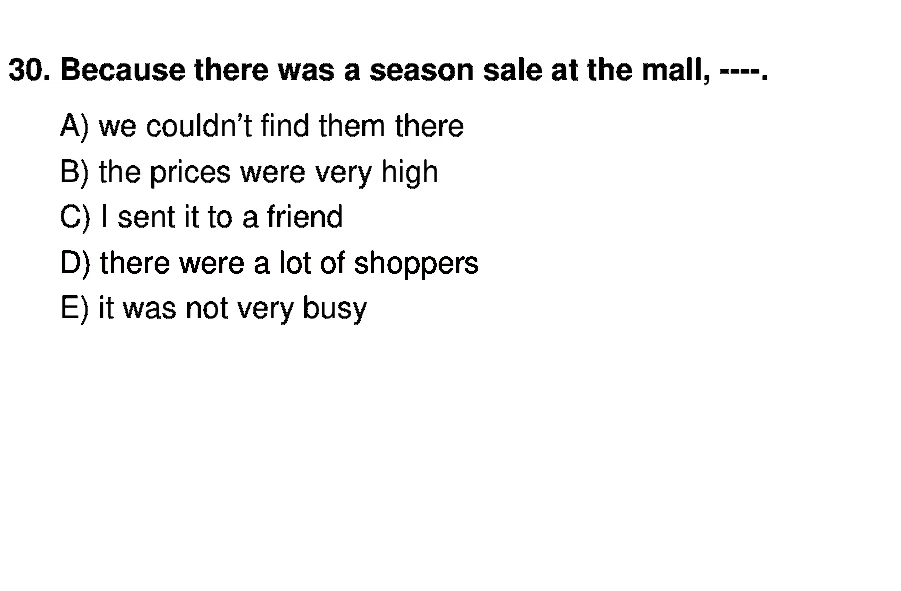 30. Because there was a season sale at the mall, ----.
A) we couldn't find them there
B) the prices were very high
C) I sent it to a friend
D) there were a lot of shoppers
E) it was not very busy